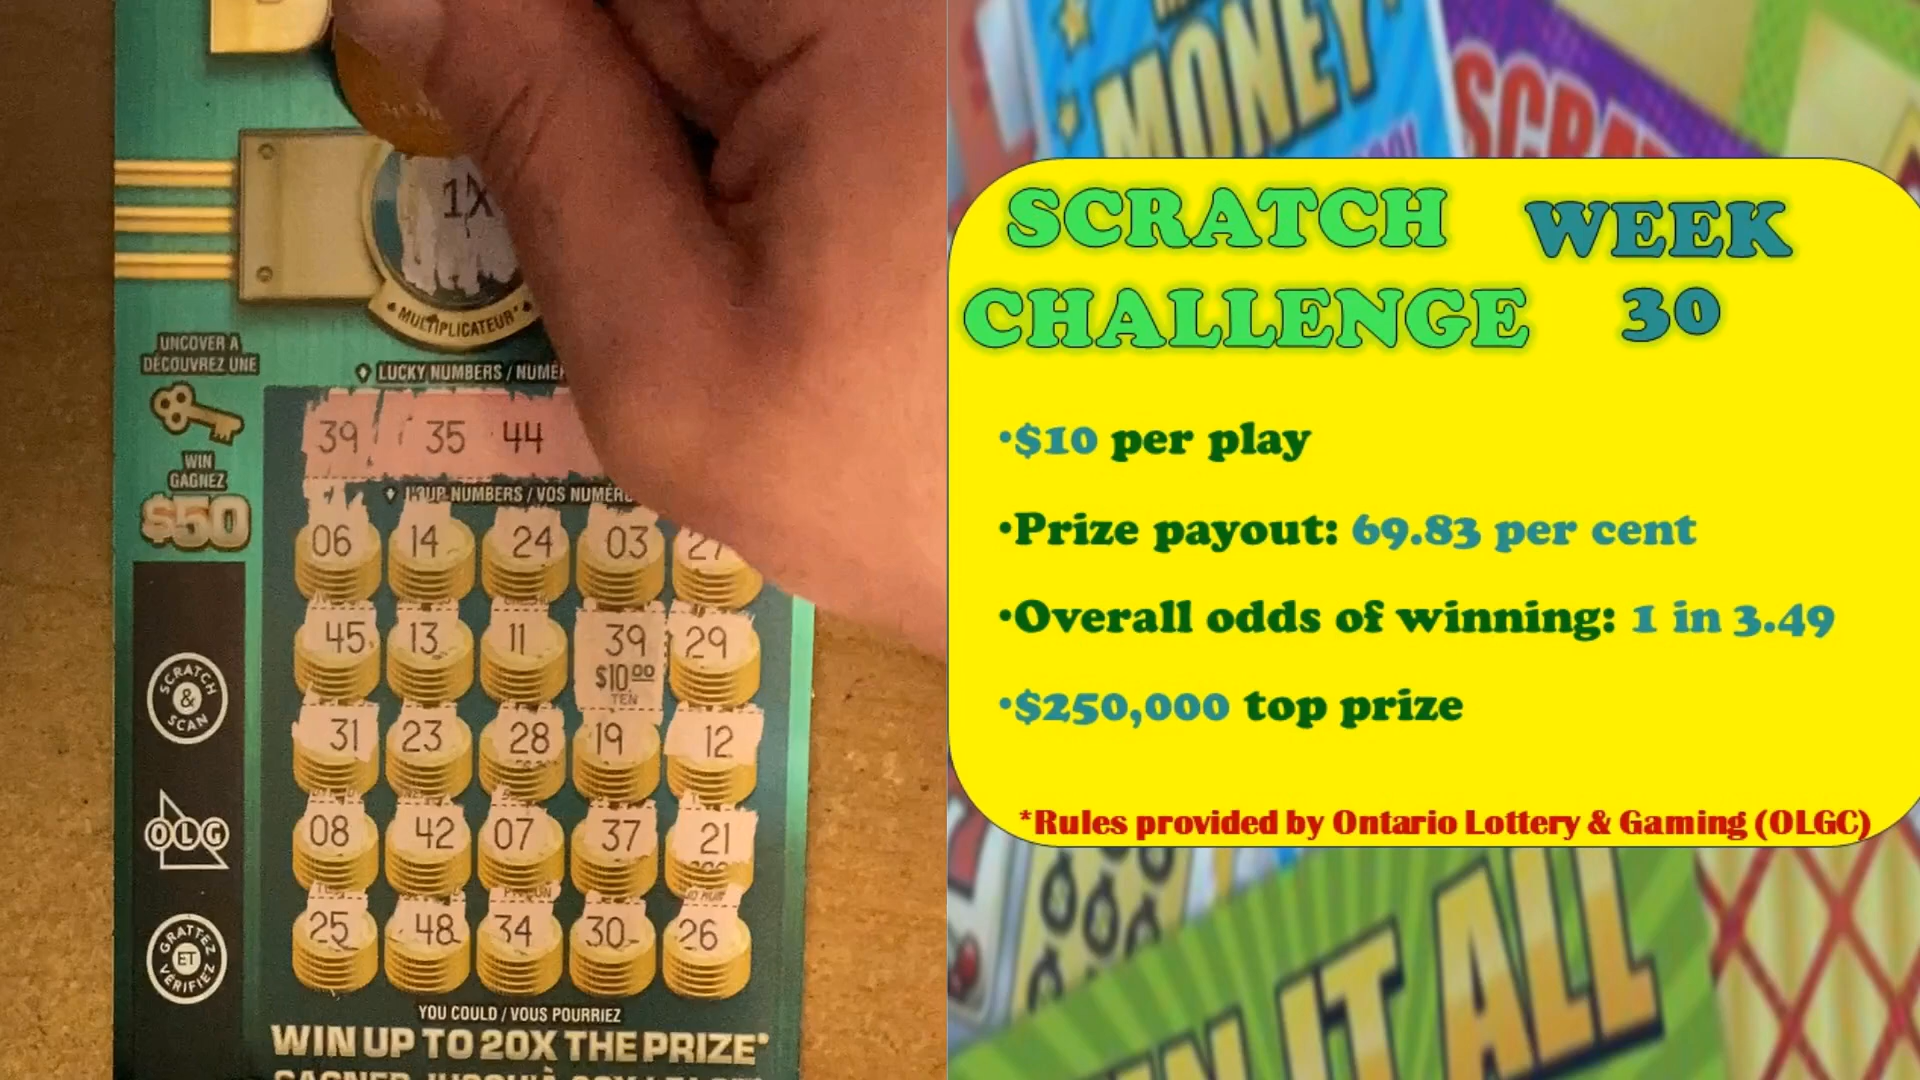 1X
MULTIPLICATEUR*
UNCOVER A
DÉCOUVREZ UNE
WIN
GAGNEZ
$50
LUCKY NUMBERS /
39 35 44
YOUR NUMBERS / VOS
06 14 24 03 27
45 13 11 39 29
$10.00
TEN
31 23 28 19 12
08 42 07 37 21
25 48 34 30 26
SCRATCH & SCAN
OLG
GRATTEZ ET VÉRIFIEZ
YOU COULD / VOUS POURRIEZ
WIN UP TO 20X THE PRIZE*
MONEY
SCRATCH WEEK
CHALLENGE 30
•$10 per play
•Prize payout: 69.83 per cent
•Overall odds of winning: 1 in 3.49
•$250,000 top prize
*Rules provided by Ontario Lottery & Gaming (OLGC)
IT ALL